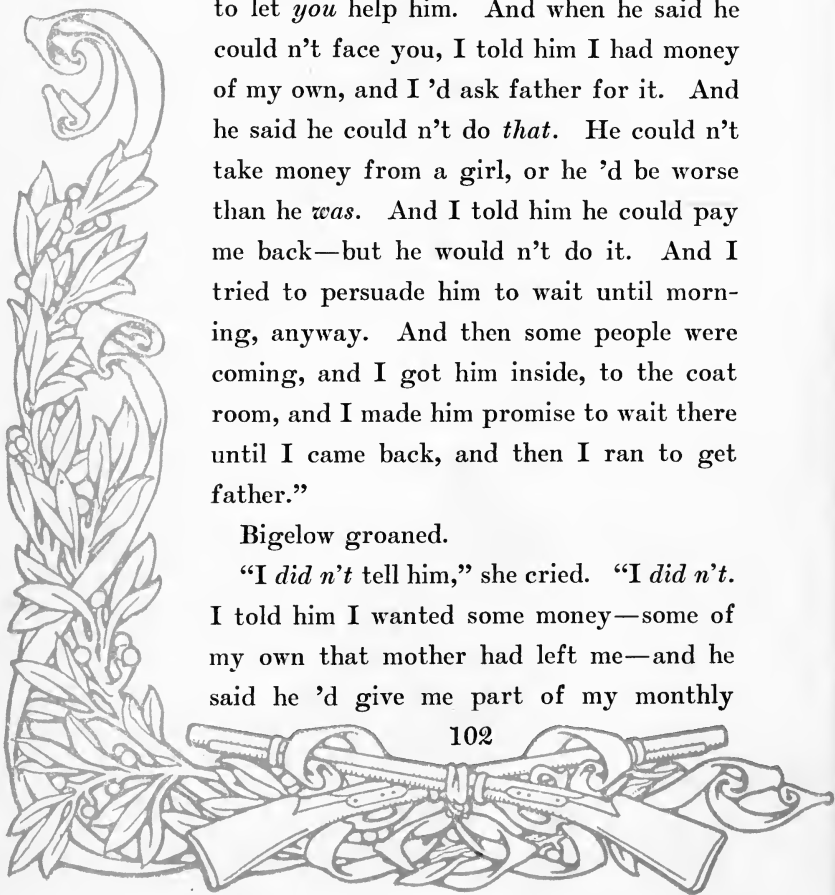 to let you help him. And when he said he
could n't face you, I told him I had money
of my own, and I 'd ask father for it. And
he said he could n't do that. He could n't
take money from a girl, or he 'd be worse
than he was. And I told him he could pay
me back—but he would n't do it. And I
tried to persuade him to wait until morn-
ing, anyway. And then some people were
coming, and I got him inside, to the coat
room, and I made him promise to wait there
until I came back, and then I ran to get
father.”
Bigelow groaned.
“I did n't tell him,” she cried. “I did n't.
I told him I wanted some money—some of
my own that mother had left me—and he
said he 'd give me part of my monthly
102